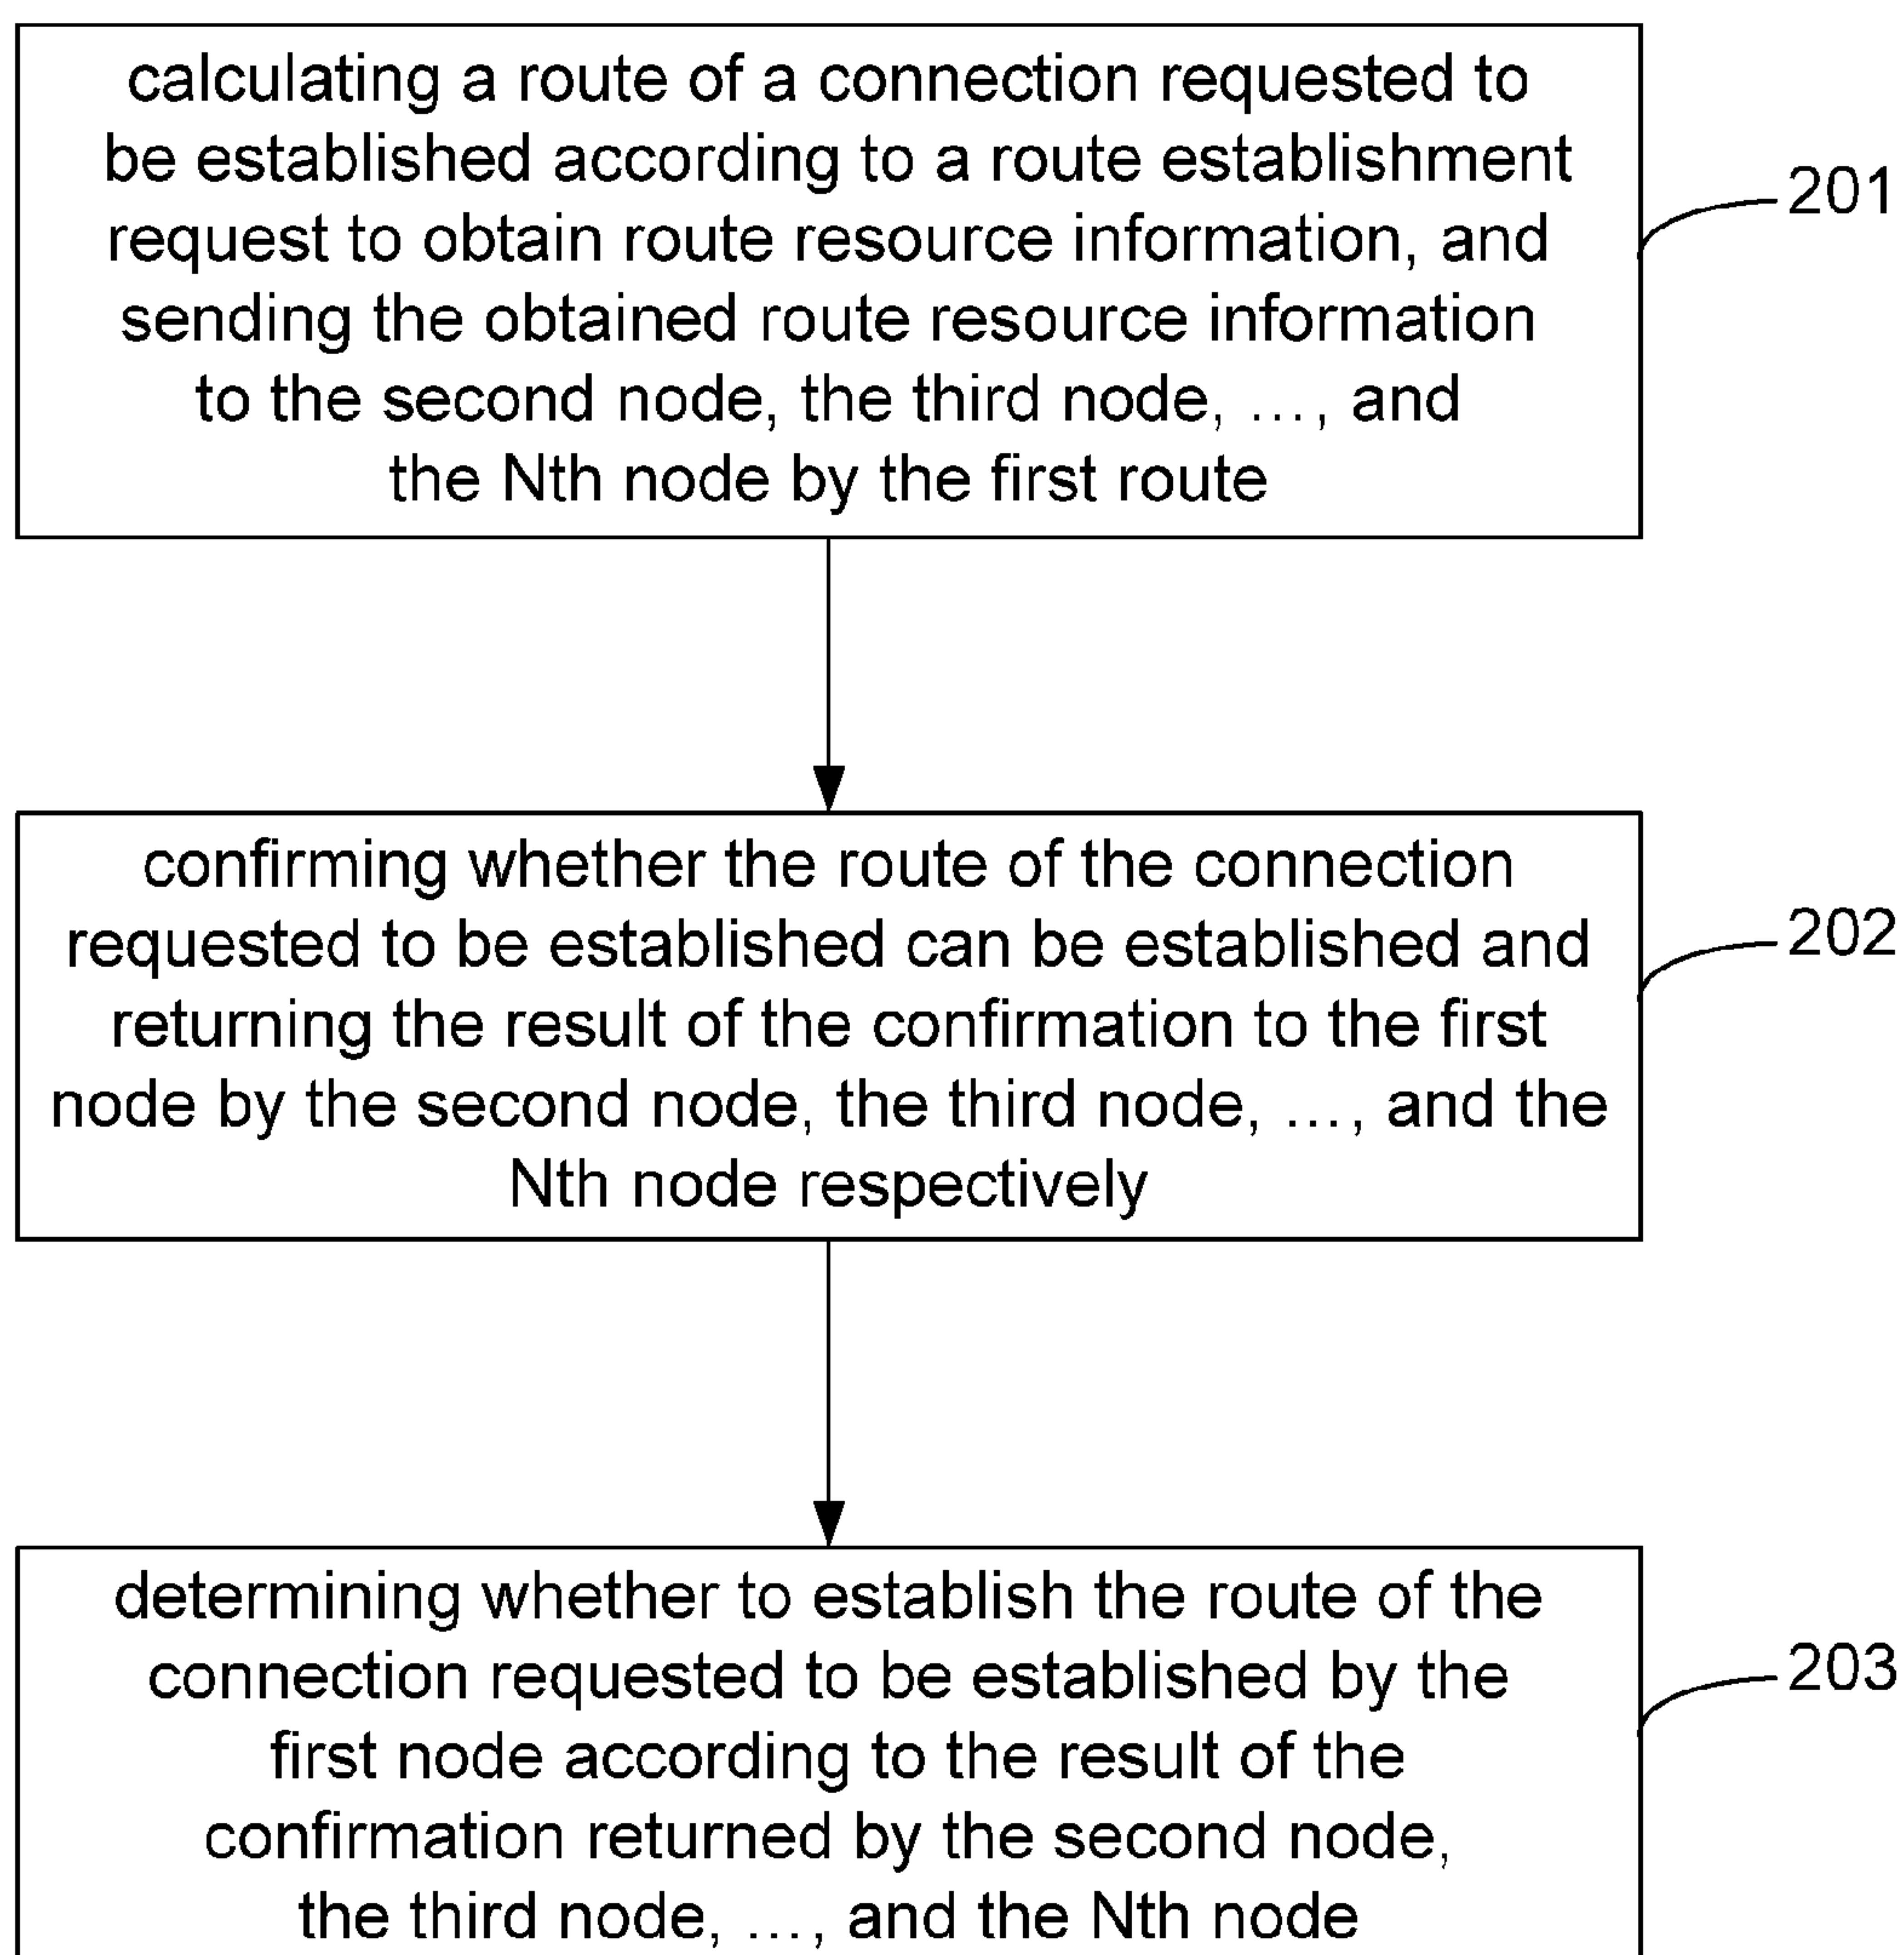 calculating a route of a connection requested to
be established according to a route establishment
request to obtain route resource information, and
sending the obtained route resource information
to the second node, the third node, ..., and
the Nth node by the first route
201
confirming whether the route of the connection
requested to be established can be established and
returning the result of the confirmation to the first
node by the second node, the third node, ..., and the
Nth node respectively
202
determining whether to establish the route of the
connection requested to be established by the
first node according to the result of the
confirmation returned by the second node,
the third node, ..., and the Nth node
203